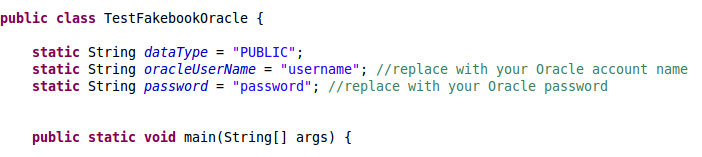 public class TestFakebookOracle {
static String dataType = "PUBLIC";
static String oracleUserName = "username"; //replace with your Oracle account name
static String password = "password"; //replace with your Oracle password
public static void main(String[] args) {